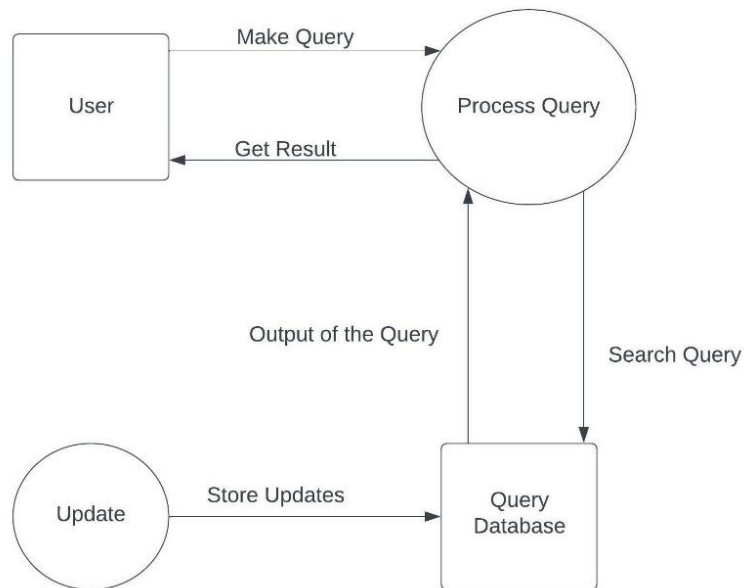 Make Query
User
Process Query
Get Result
Output of the Query
Search Query
Store Updates
Update
Query
Database